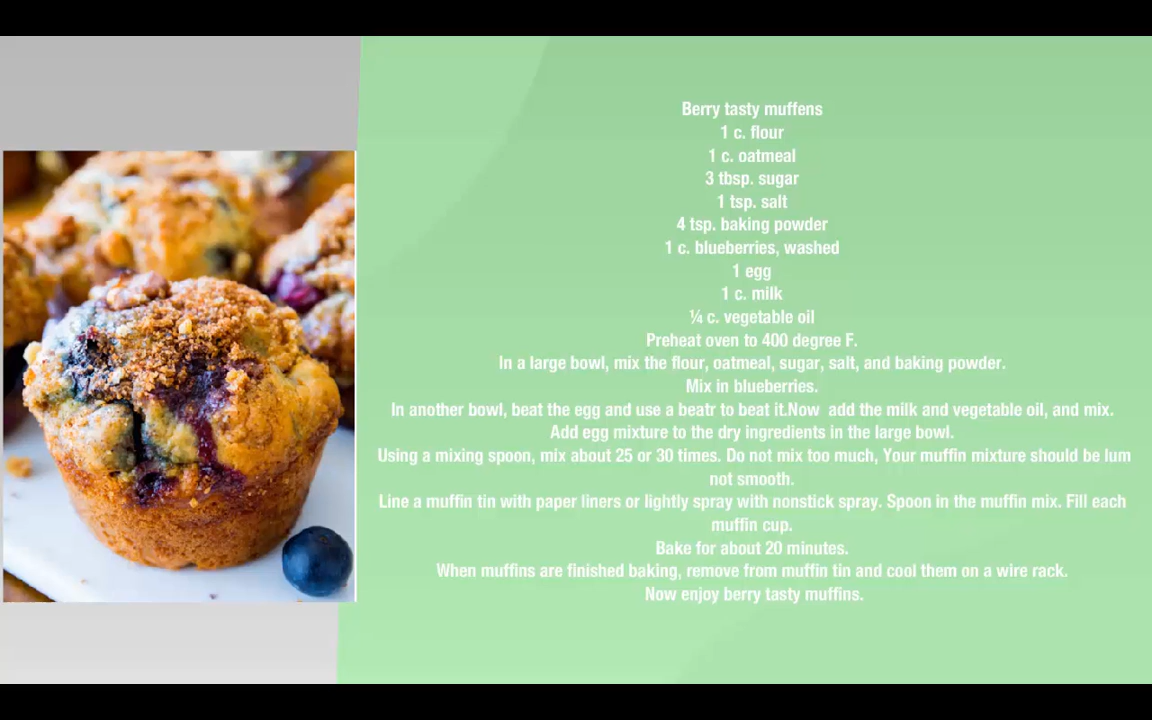 Berry tasty muffens
1 c. flour
1 c. oatmeal
3 tbsp. sugar
1 tsp. salt
4 tsp. baking powder
1 c. blueberries, washed
1 egg
1 c. milk
¼ c. vegetable oil
Preheat oven to 400 degree F.
In a large bowl, mix the flour, oatmeal, sugar, salt, and baking powder.
Mix in blueberries.
In another bowl, beat the egg and use a beatr to beat it.Now  add the milk and vegetable oil, and mix.
Add egg mixture to the dry ingredients in the large bowl.
Using a mixing spoon, mix about 25 or 30 times. Do not mix too much, Your muffin mixture should be lum
not smooth.
Line a muffin tin with paper liners or lightly spray with nonstick spray. Spoon in the muffin mix. Fill each
muffin cup.
Bake for about 20 minutes.
When muffins are finished baking, remove from muffin tin and cool them on a wire rack.
Now enjoy berry tasty muffins.